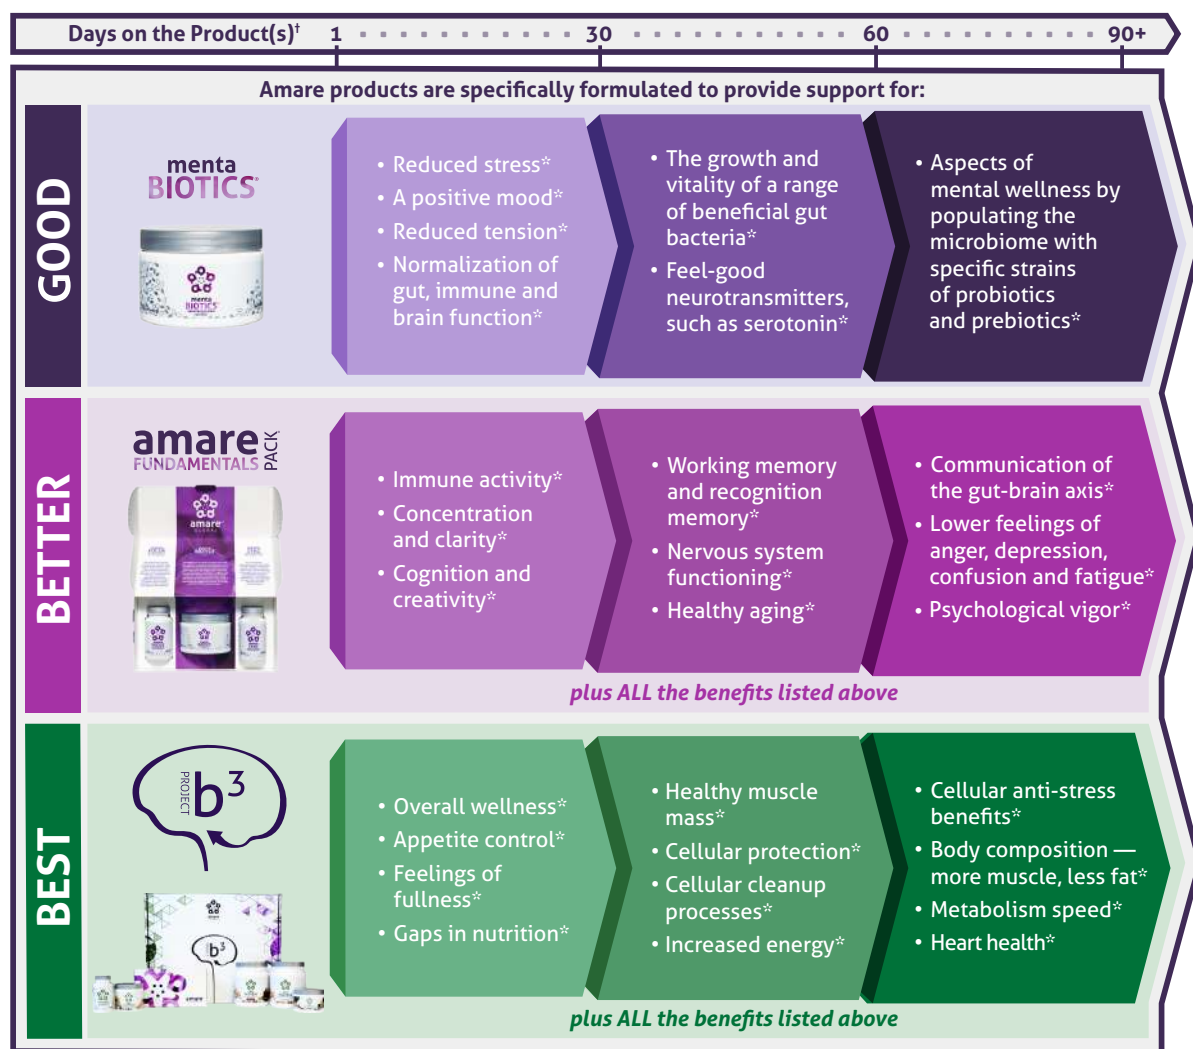 Days on the Product(s)† 1 30 60 90+
Amare products are specifically formulated to provide support for:
GOOD
menta
BIOTICS®
menta
BIOTICS
• Reduced stress☆
• A positive mood☆
• Reduced tension☆
• Normalization of
gut, immune and
brain function☆
• The growth and
vitality of a range
of beneficial gut
bacteria☆
• Feel-good
neurotransmitters,
such as serotonin☆
• Aspects of
mental wellness by
populating the
microbiome with
specific strains
of probiotics
and prebiotics☆
BETTER
amare
FUNDAMENTALS
PACK
amare
• Immune activity☆
• Concentration
and clarity☆
• Cognition and
creativity☆
• Working memory
and recognition
memory☆
• Nervous system
functioning☆
• Healthy aging☆
• Communication of
the gut-brain axis☆
• Lower feelings of
anger, depression,
confusion and fatigue☆
• Psychological vigor☆
plus ALL the benefits listed above
BEST
PROJECT
b³
b³
amare
• Overall wellness☆
• Appetite control☆
• Feelings of
fullness☆
• Gaps in nutrition☆
• Healthy muscle
mass☆
• Cellular protection☆
• Cellular cleanup
processes☆
• Increased energy☆
• Cellular anti-stress
benefits☆
• Body composition —
more muscle, less fat☆
• Metabolism speed☆
• Heart health☆
plus ALL the benefits listed above